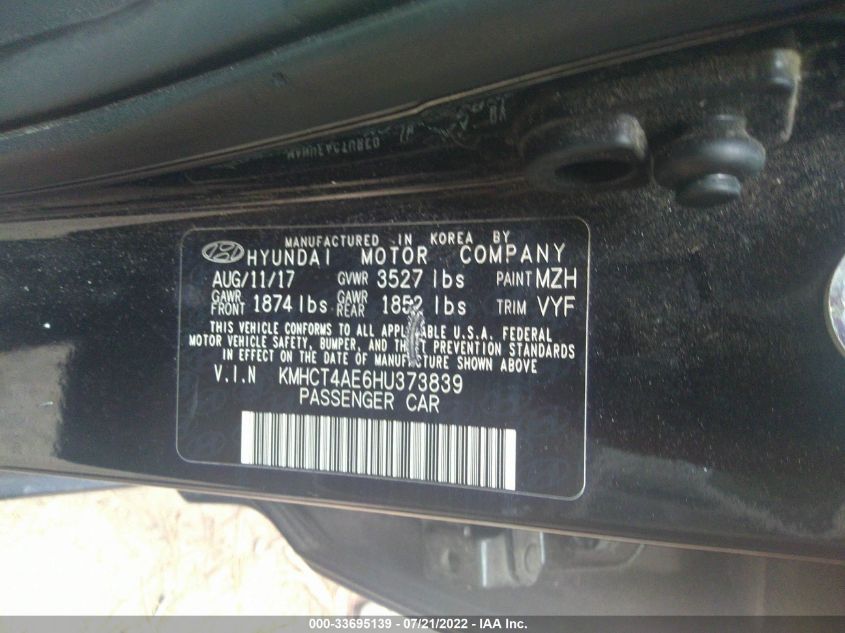 MANUFACTURED IN KOREA BY
HYUNDAI MOTOR COMPANY
AUG/11/17 GVWR 3527 lbs PAINT MZH
GAWR FRONT 1874 lbs GAWR REAR 1852 lbs TRIM VYF
THIS VEHICLE CONFORMS TO ALL APPLICABLE U.S.A. FEDERAL
MOTOR VEHICLE SAFETY, BUMPER, AND THEFT PREVENTION STANDARDS
IN EFFECT ON THE DATE OF MANUFACTURE SHOWN ABOVE
V.I.N KMHCT4AE6HU373839
PASSENGER CAR
000-33695139 - 07/21/2022 - IAA Inc.